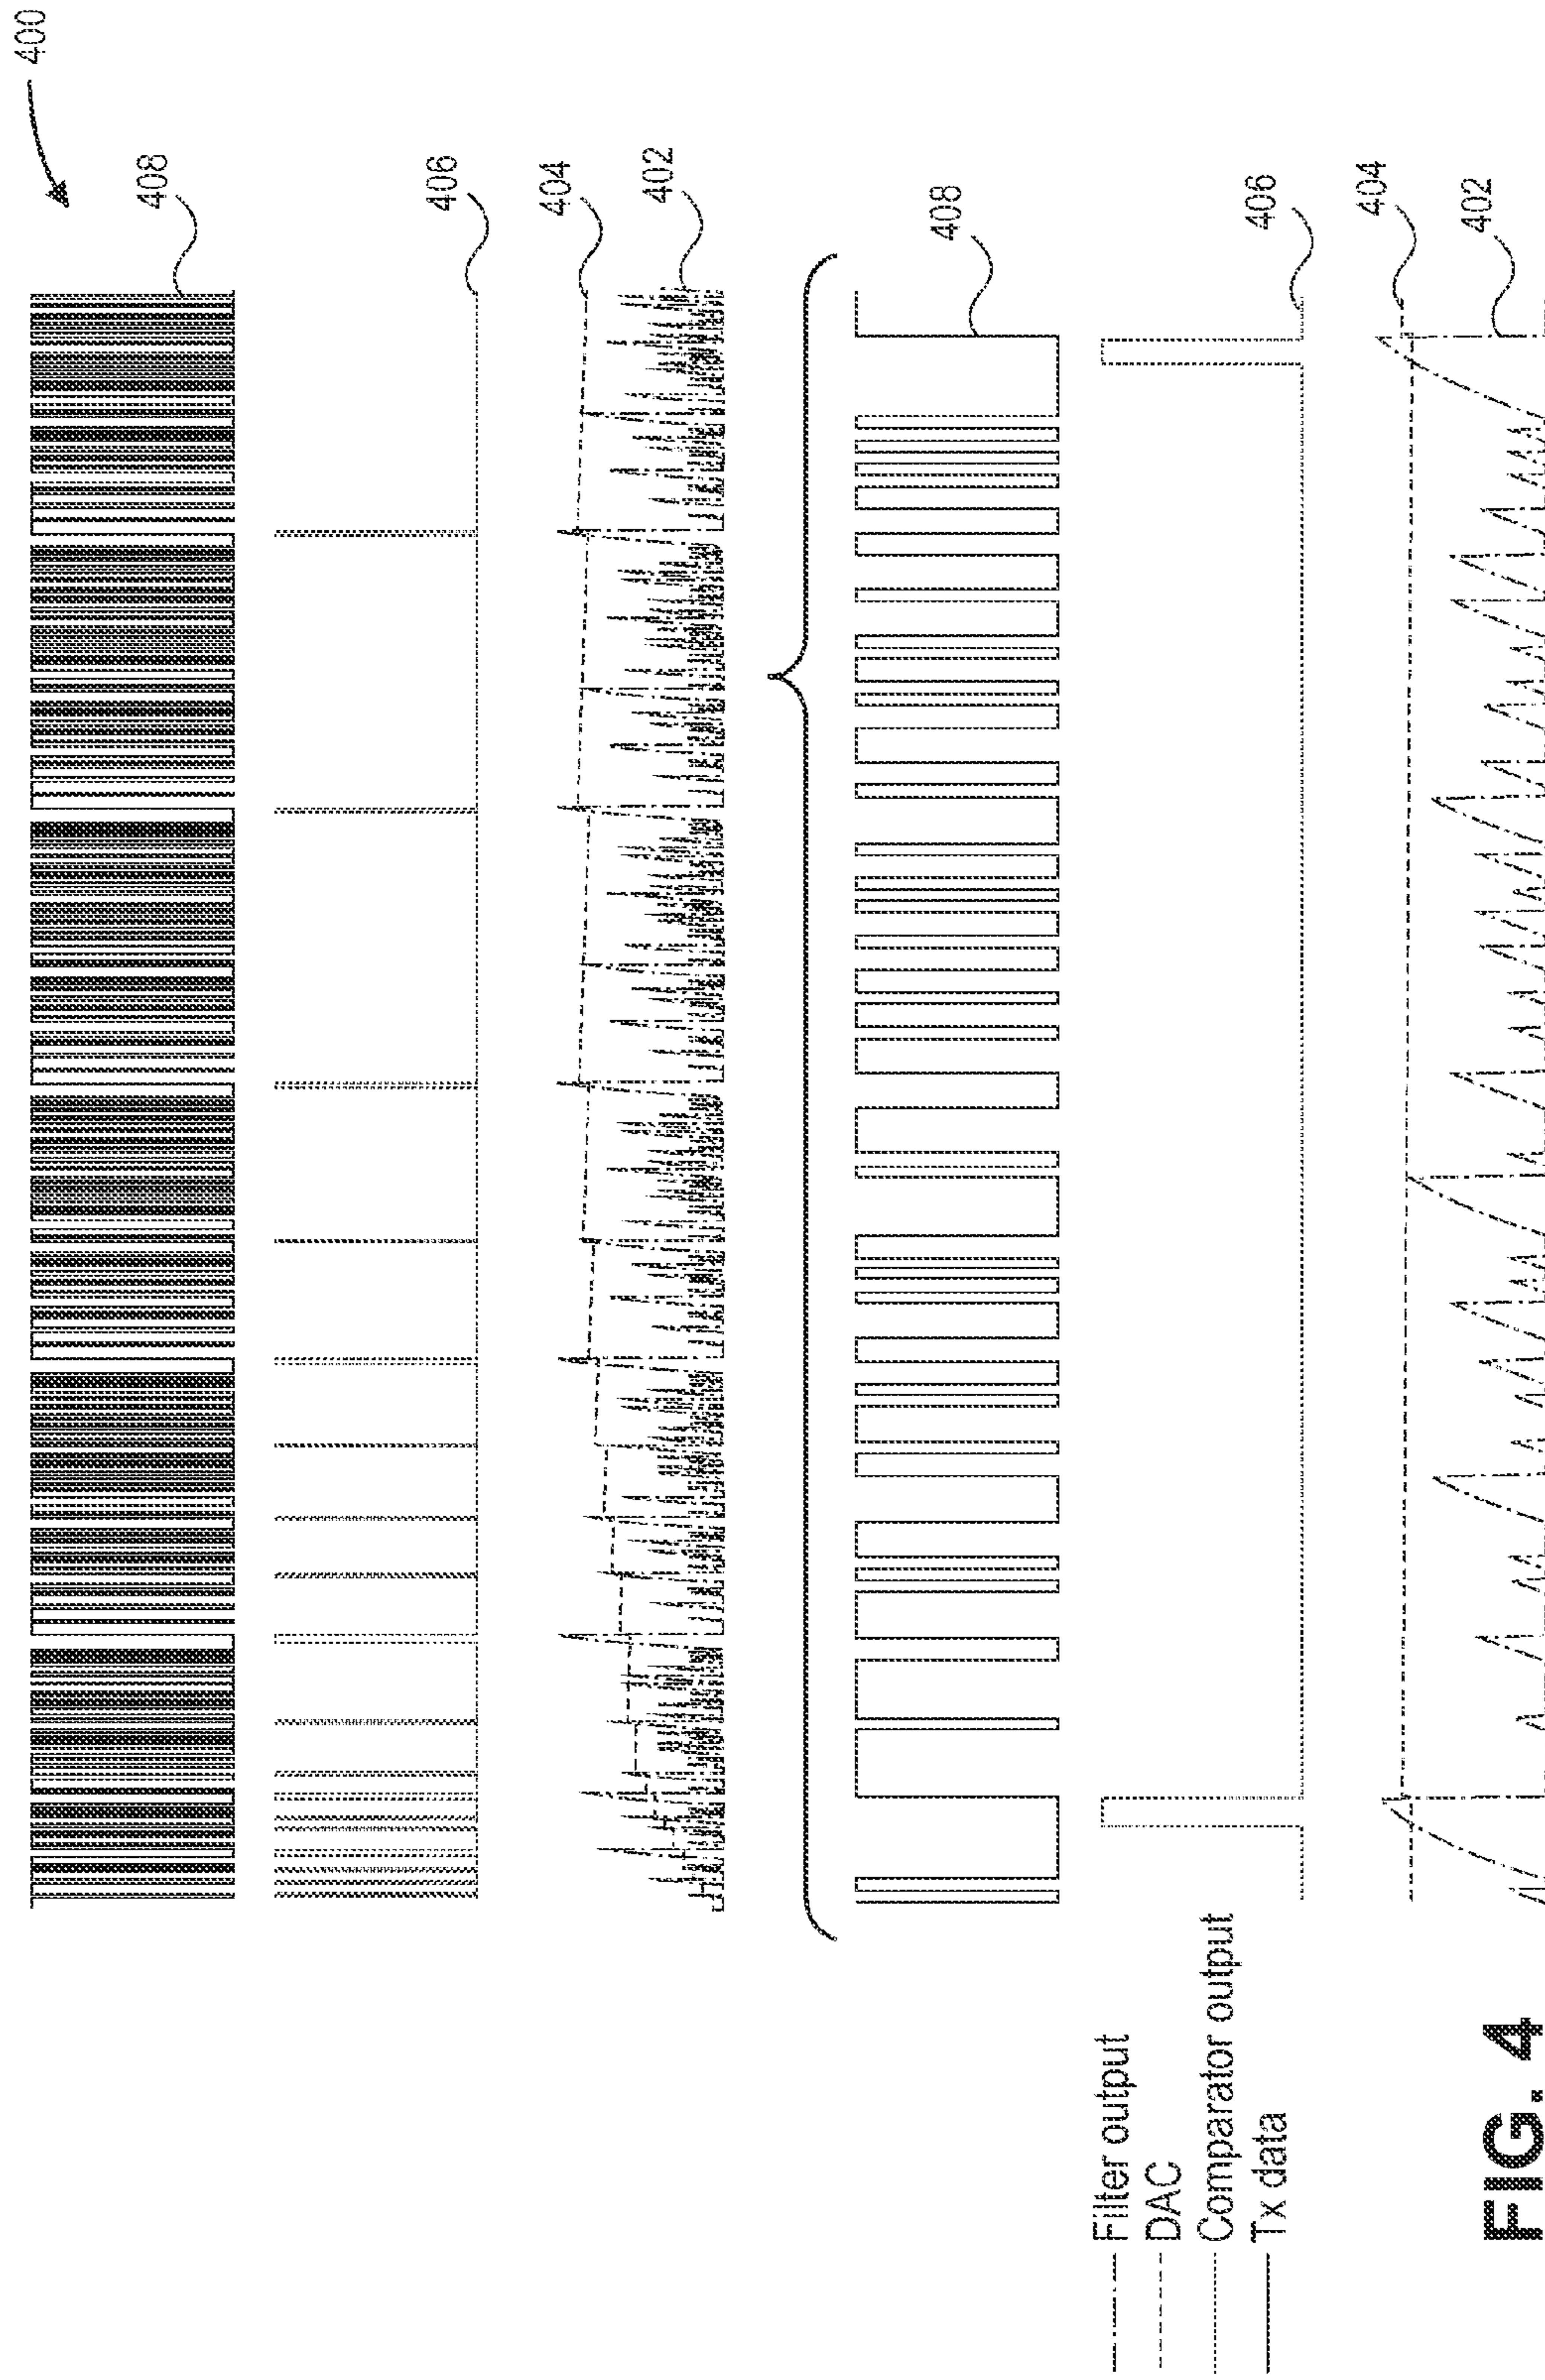 400
408
406
404
402
408
406
404
402
Filter output
DAC
Comparator output
Tx data
FIG. 4